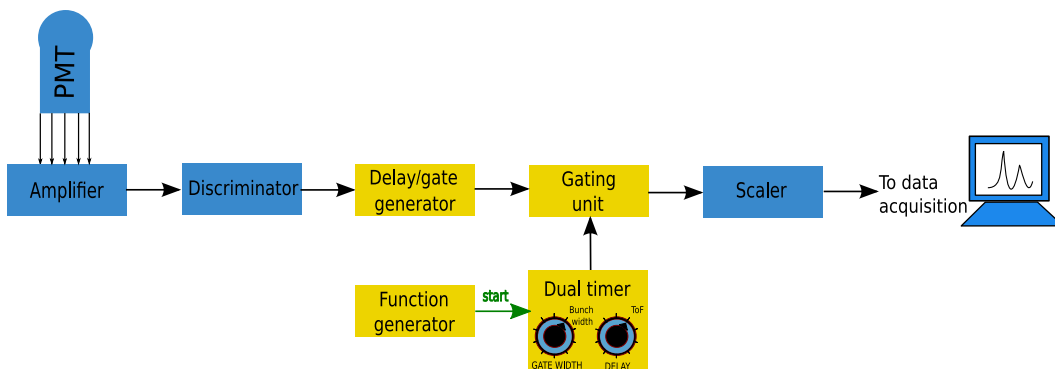 PMT
Amplifier
Discriminator
Delay/gate
generator
Gating
unit
Scaler
To data
acquisition
Function
generator
start
Dual timer
Bunch
width
ToF
GATE WIDTH
DELAY